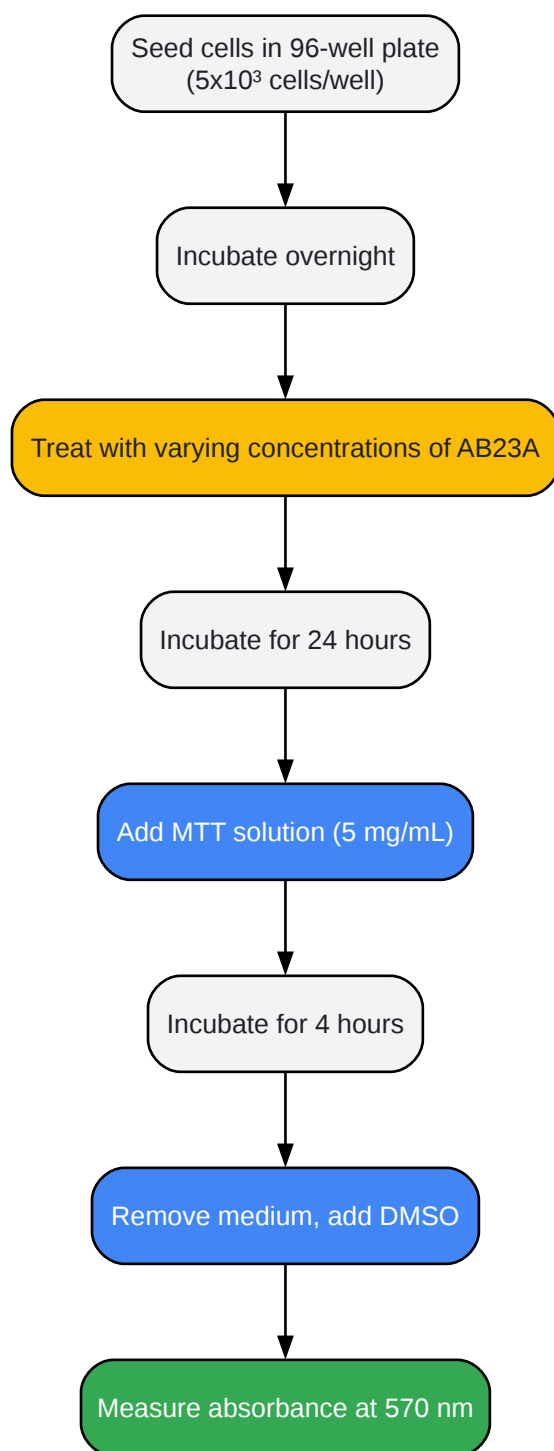 Seed cells in 96-well plate
(5x10³ cells/well)
Incubate overnight
Treat with varying concentrations of AB23A
Incubate for 24 hours
Add MTT solution (5 mg/mL)
Incubate for 4 hours
Remove medium, add DMSO
Measure absorbance at 570 nm